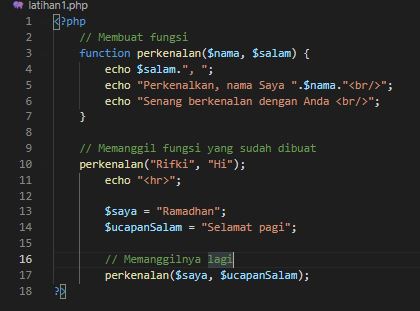 latihan1.php
1 <?php
2 // Membuat fungsi
3 function perkenalan($nama, $salam) {
4 echo $salam.", ";
5 echo "Perkenalkan, nama Saya ".$nama."<br/>";
6 echo "Senang berkenalan dengan Anda <br/>";
7 }
8
9 // Memanggil fungsi yang sudah dibuat
10 perkenalan("Rifki", "Hi");
11 echo "<hr>";
12
13 $saya = "Ramadhan";
14 $ucapanSalam = "Selamat pagi";
15
16 // Memanggilnya lagi
17 perkenalan($saya, $ucapanSalam);
18 ?>